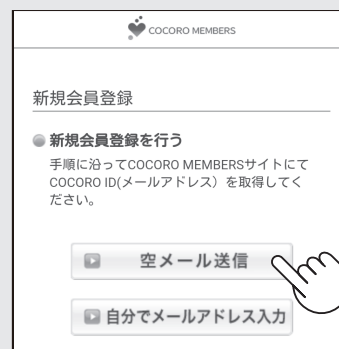 COCORO MEMBERS
新規会員登録
新規会員登録を行う
手順に沿ってCOCORO MEMBERSサイトにて
COCORO ID(メールアドレス）を取得してく
ださい。
空メール送信
自分でメールアドレス入力